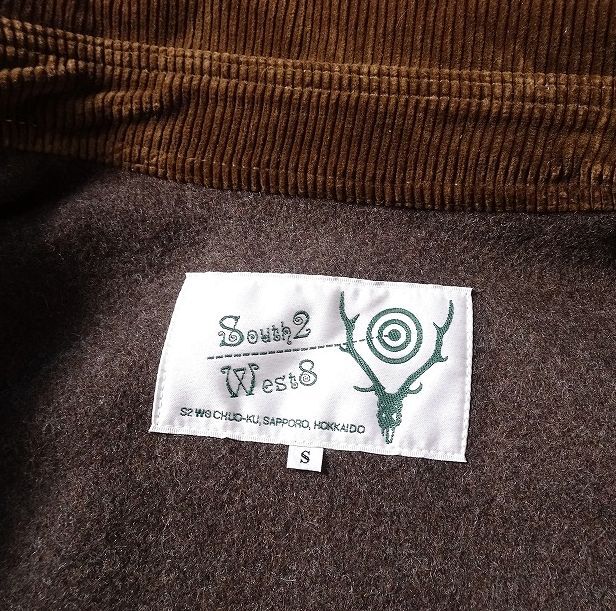 South2
West8
S2 W8 CHUO-KU, SAPPORO, HOKKAIDO
S